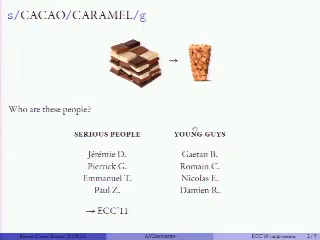 s/CACAO/CARAMEL/g
Who are these people?
SERIOUS PEOPLE
Jérémie D.
Pierrick G.
Emmanuel T.
Paul Z.
→ ECC'11
YOUNG GUYS
Gaetan B.
Romain C.
Nicolas E.
Damien R.